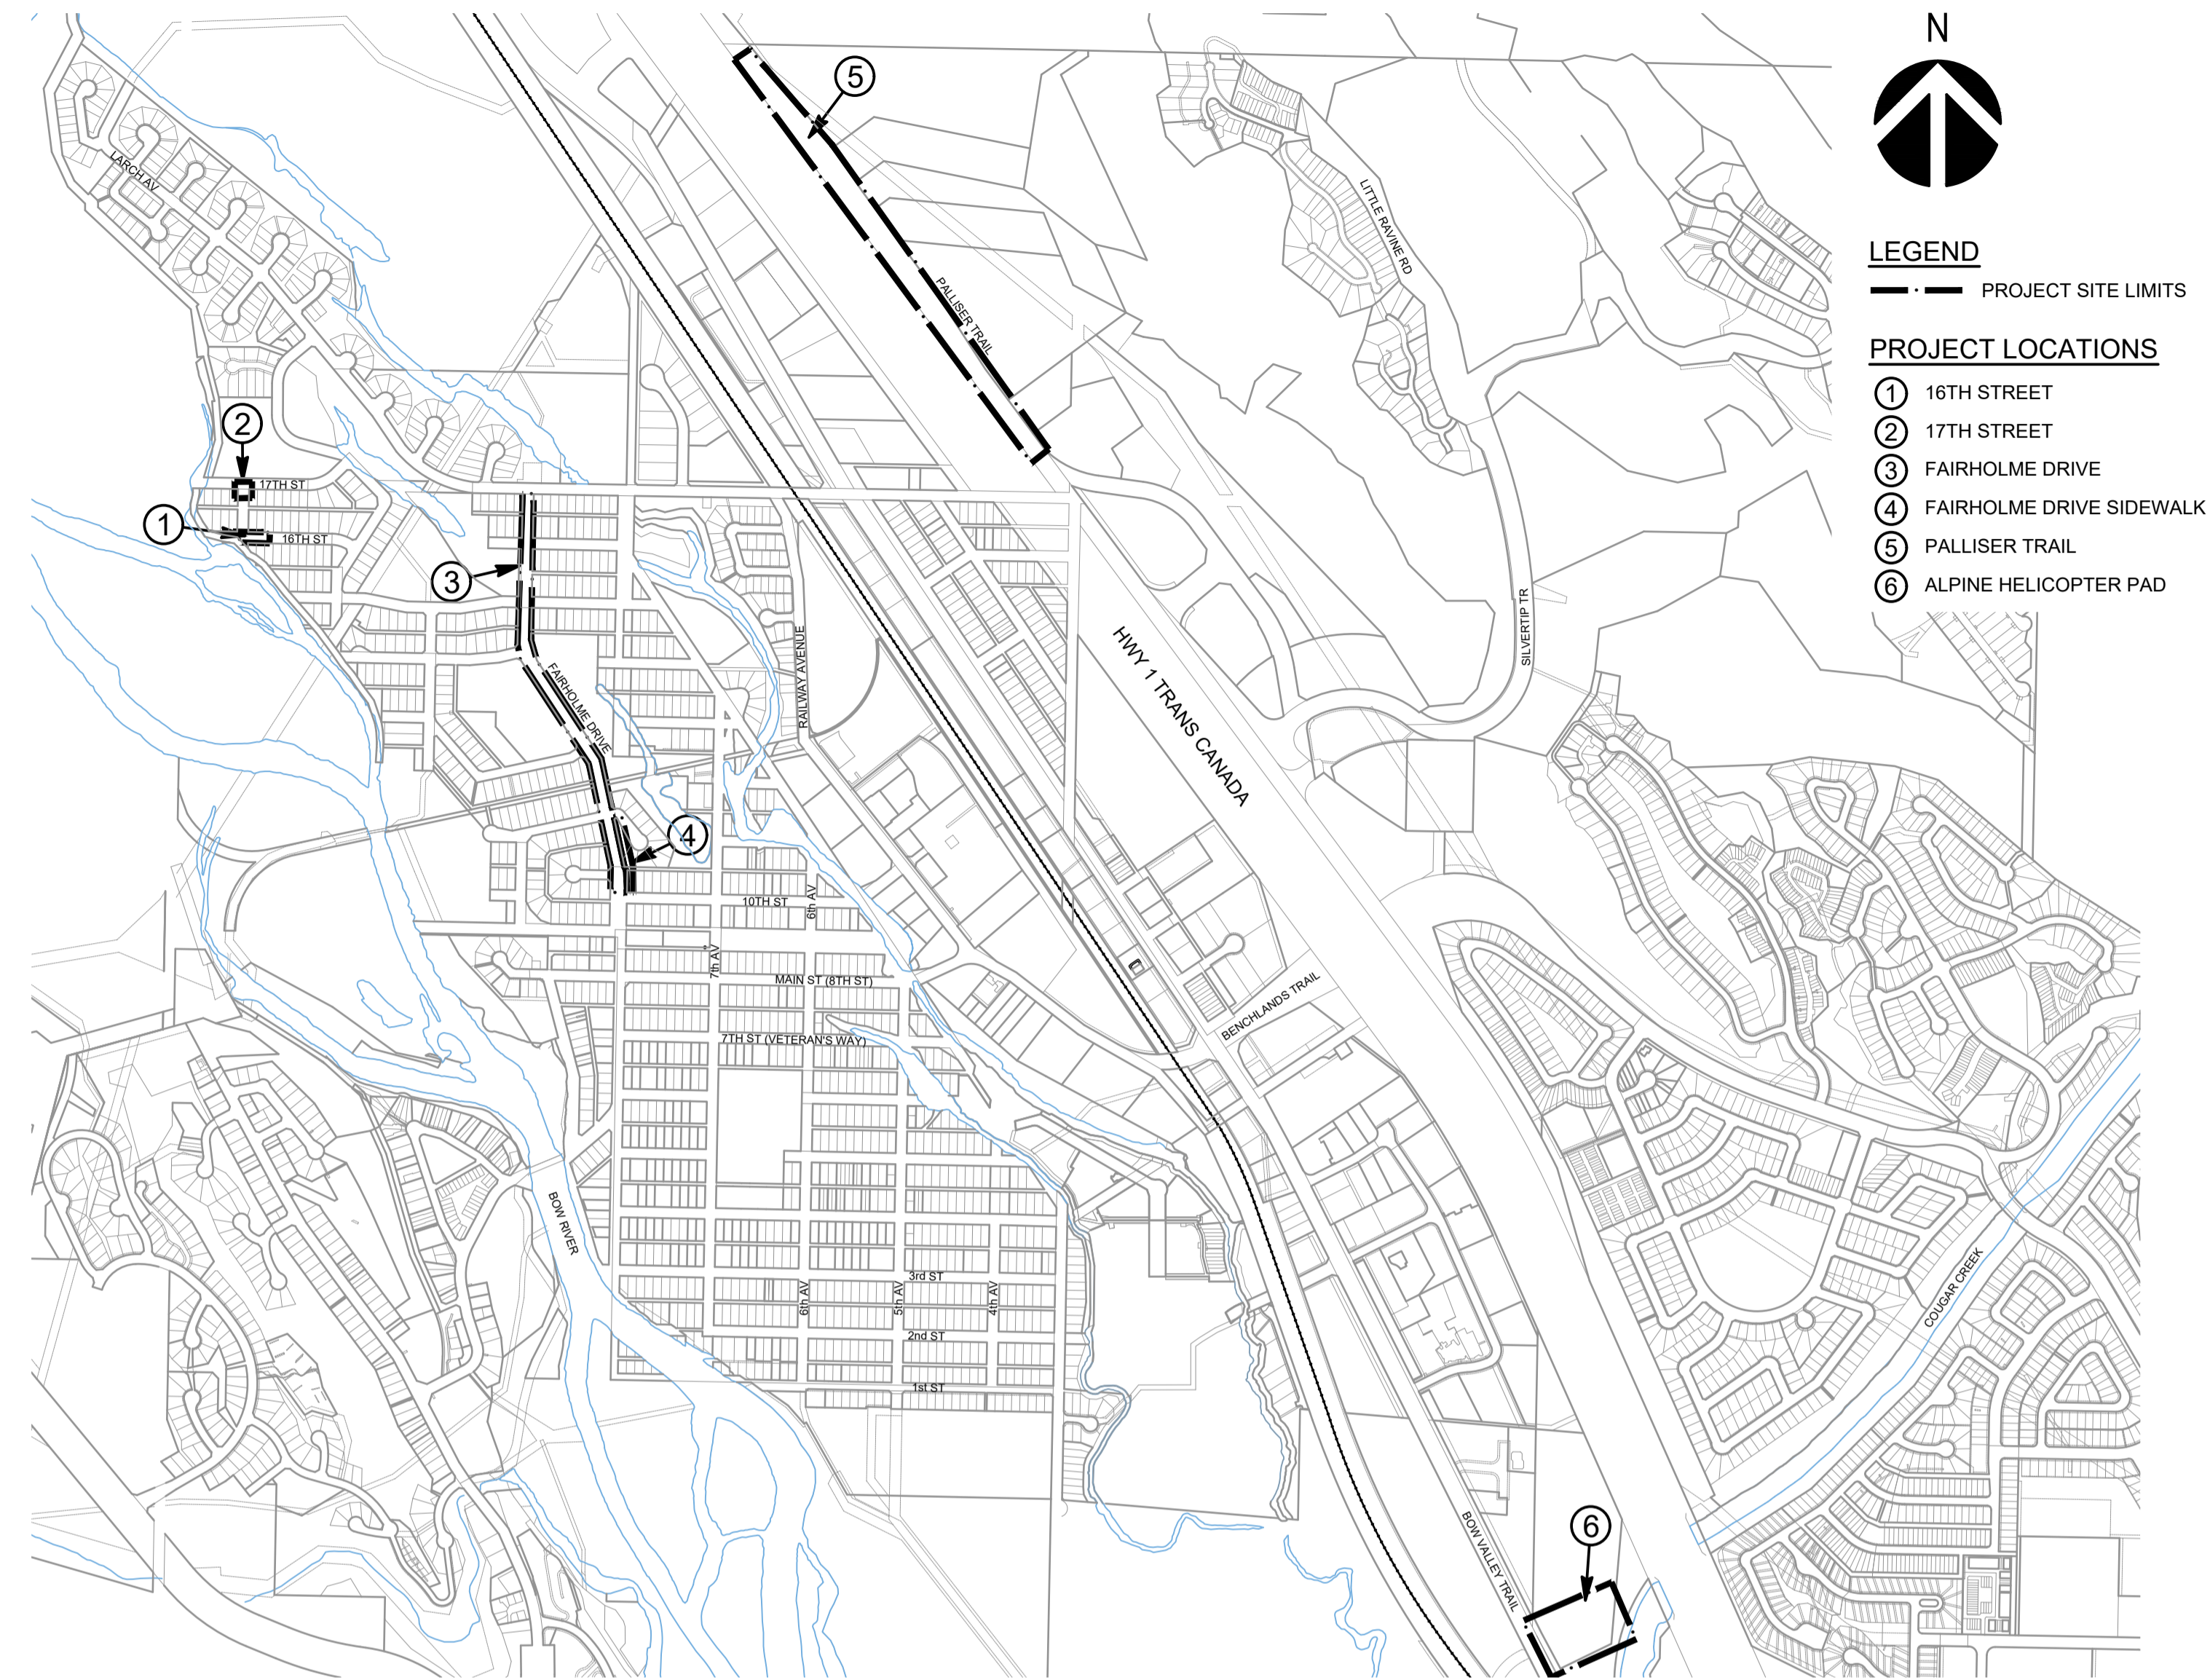 N
LEGEND
PROJECT SITE LIMITS
PROJECT LOCATIONS
1 16TH STREET
2 17TH STREET
3 FAIRHOLME DRIVE
4 FAIRHOLME DRIVE SIDEWALK
5 PALLISER TRAIL
6 ALPINE HELICOPTER PAD
5
LARCH AV
LITTLE RAVINE RD
PALLISER TRAIL
2
17TH ST
1
16TH ST
3
FAIRHOLME DRIVE
RAILWAY AVENUE
HWY 1 TRANS CANADA
SILVERTIP TR
4
10TH ST
6th AV
7th AV
MAIN ST (8TH ST)
BENCHLANDS TRAIL
7TH ST (VETERAN'S WAY)
BOW RIVER
COUGAR CREEK
3rd ST
6th AV
5th AV
4th AV
2nd ST
1st ST
6
BOW VALLEY TRAIL